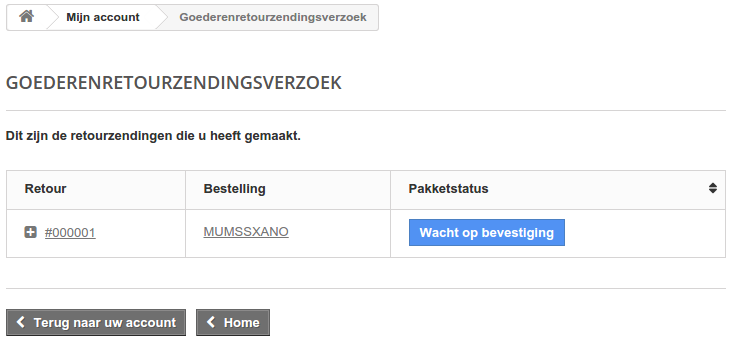 Mijn account
Goederenretourzendingsverzoek
GOEDERENRETOURZENDINGSVERZOEK
Dit zijn de retourzendingen die u heeft gemaakt.
Retour Bestelling Pakketstatus
#000001 MUMSSXANO Wacht op bevestiging
Terug naar uw account Home